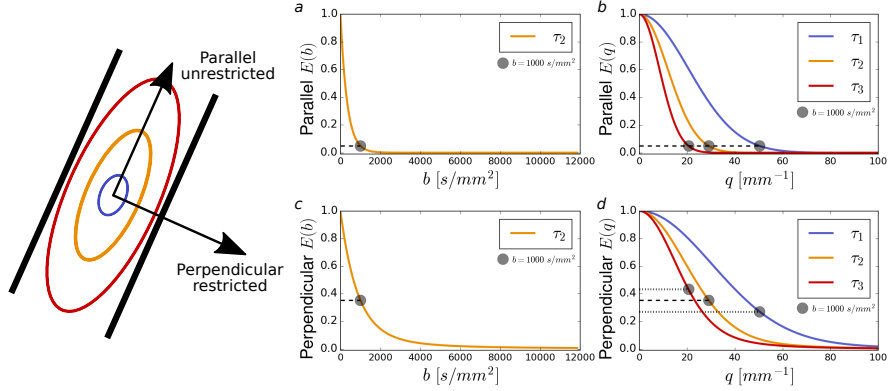 Parallel
unrestricted
Perpendicular
restricted
a
Parallel E(b)
1.0
0.8
0.6
0.4
0.2
0.0
0 2000 4000 6000 8000 10000 12000
b [s/mm²]
τ₂
b = 1000 s/mm²
b
Parallel E(q)
1.0
0.8
0.6
0.4
0.2
0.0
0 20 40 60 80 100
q [mm⁻¹]
τ₁
τ₂
τ₃
b = 1000 s/mm²
c
Perpendicular E(b)
1.0
0.8
0.6
0.4
0.2
0.0
0 2000 4000 6000 8000 10000 12000
b [s/mm²]
τ₂
b = 1000 s/mm²
d
Perpendicular E(q)
1.0
0.8
0.6
0.4
0.2
0.0
0 20 40 60 80 100
q [mm⁻¹]
τ₁
τ₂
τ₃
b = 1000 s/mm²